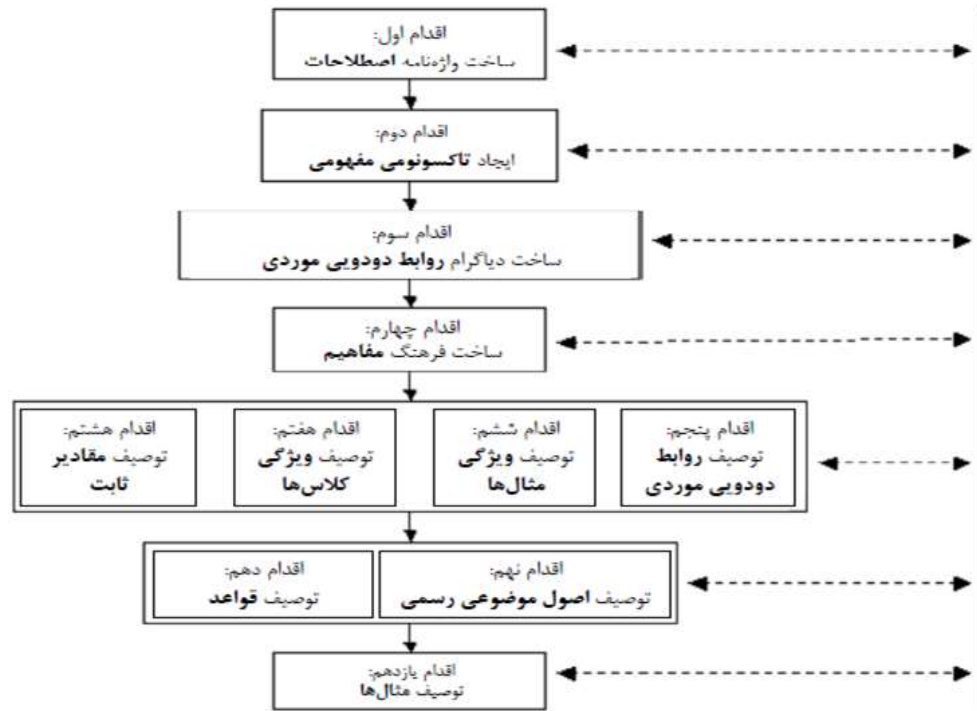 اقدام اول:
ساخت واژه‌نامه اصطلاحات
اقدام دوم:
ایجاد تاکسونومی مفهومی
اقدام سوم:
ساخت دیاگرام روابط دودویی موردی
اقدام چهارم:
ساخت فرهنگ مفاهیم
اقدام پنجم:
توصیف روابط
دودویی موردی
اقدام ششم:
توصیف ویژگی
مثال‌ها
اقدام هفتم:
توصیف ویژگی
کلاس‌ها
اقدام هشتم:
توصیف مقادیر
ثابت
اقدام نهم:
توصیف اصول موضوعی رسمی
اقدام دهم:
توصیف قواعد
اقدام یازدهم:
توصیف مثال‌ها